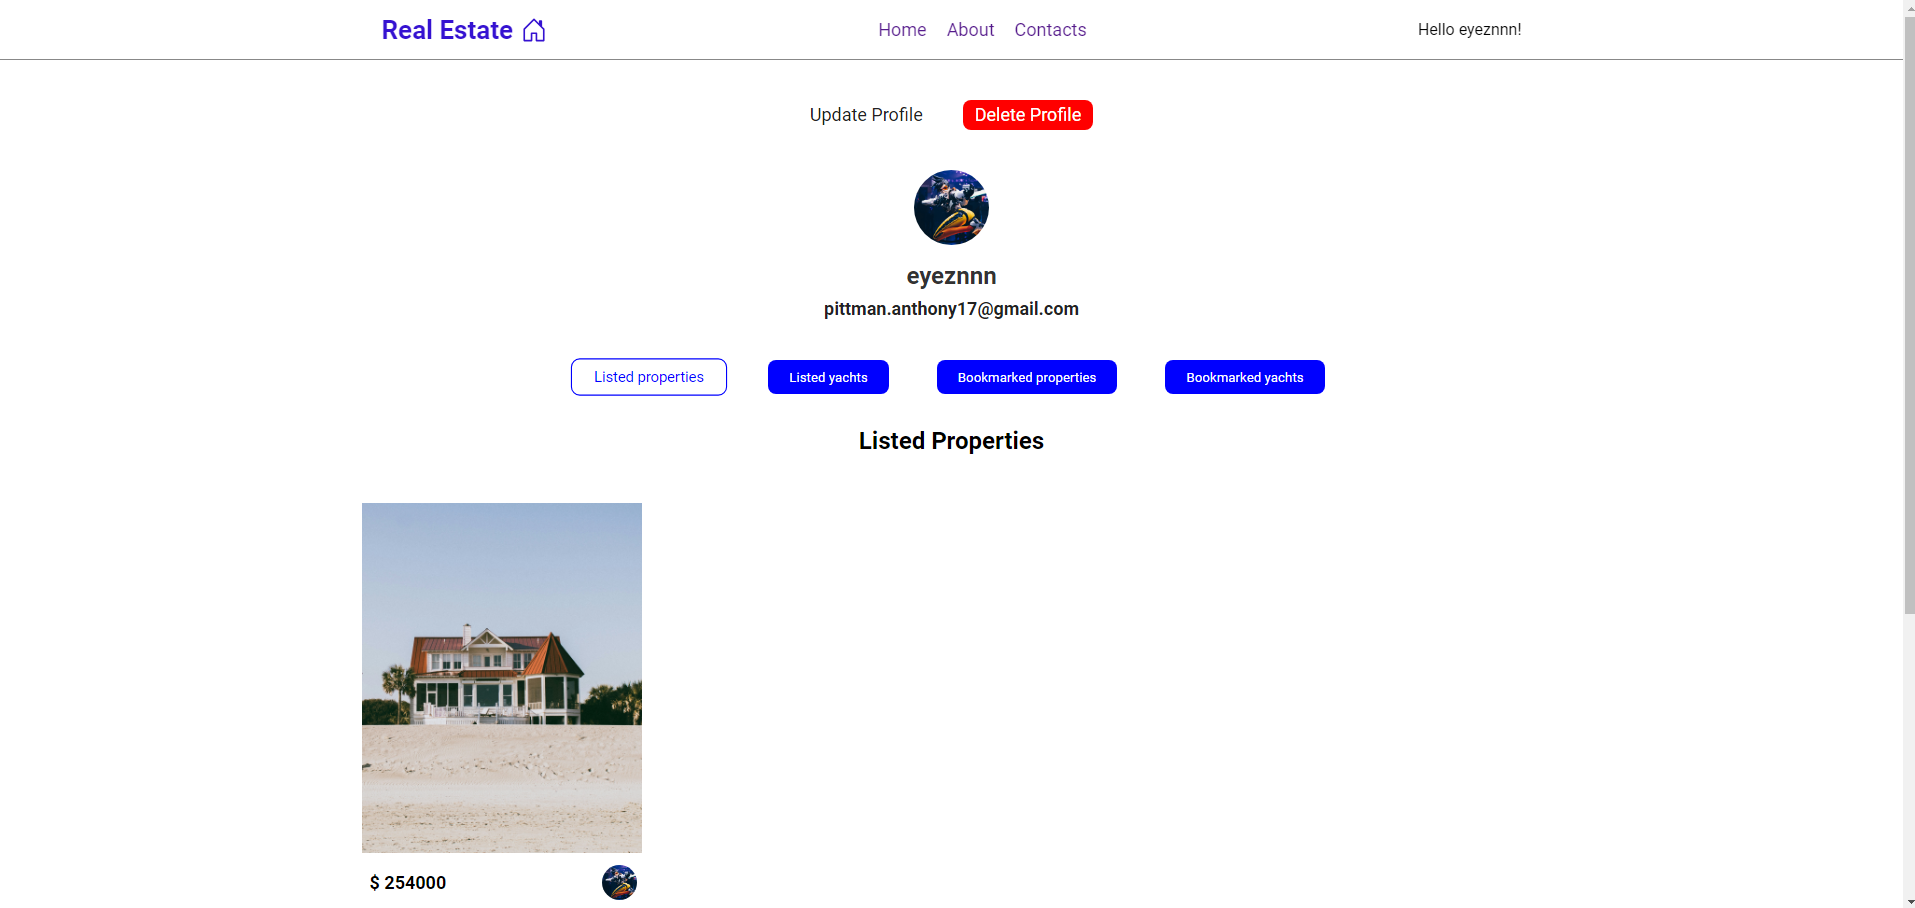 Real Estate
Home About Contacts
Hello eyeznnn!
Update Profile
Delete Profile
eyeznnn
pittman.anthony17@gmail.com
Listed properties
Listed yachts
Bookmarked properties
Bookmarked yachts
Listed Properties
$ 254000